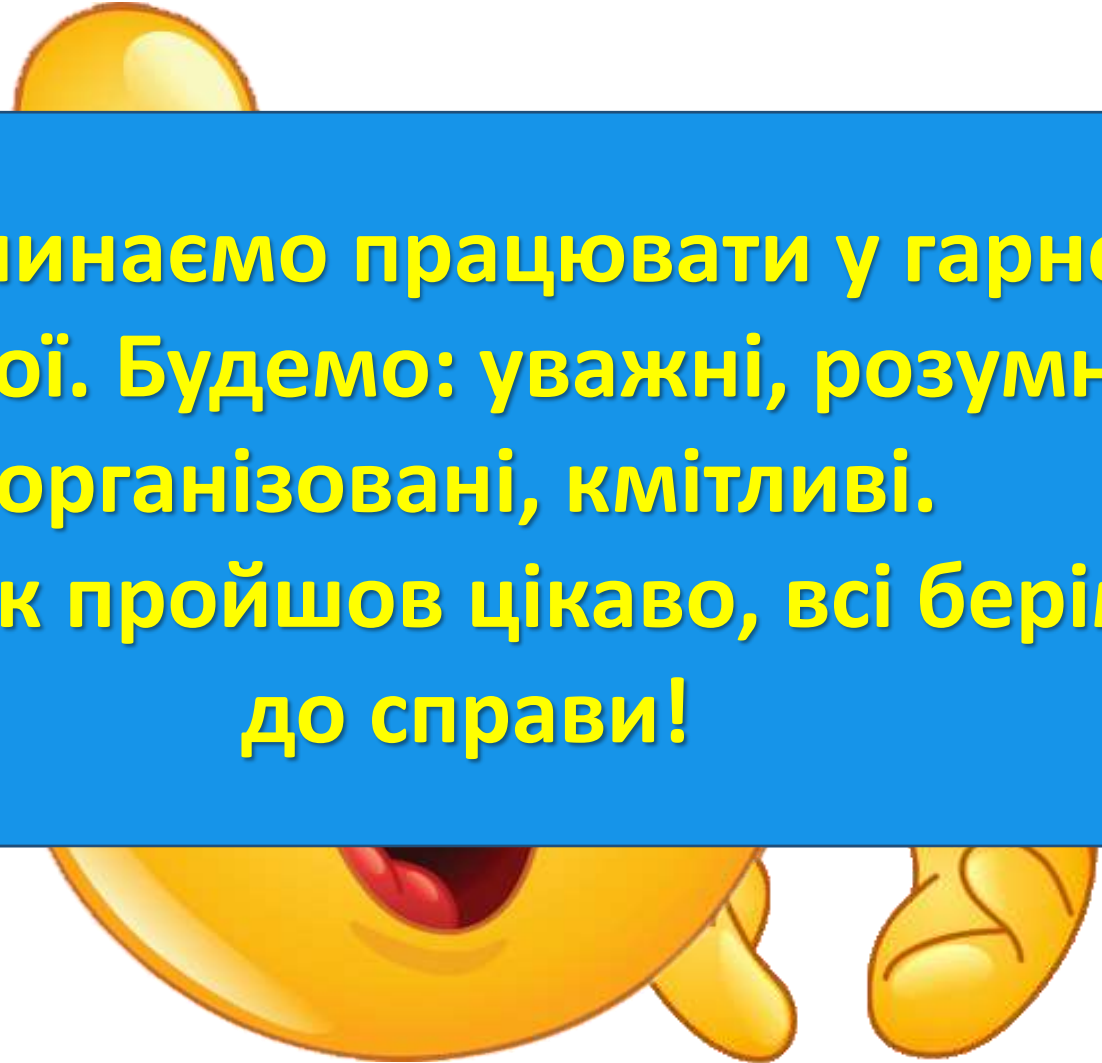 инаємо працювати у гарн
ої. Будемо: уважні, розумн
організовані, кмітливі.
к пройшов цікаво, всі бері
до справи!